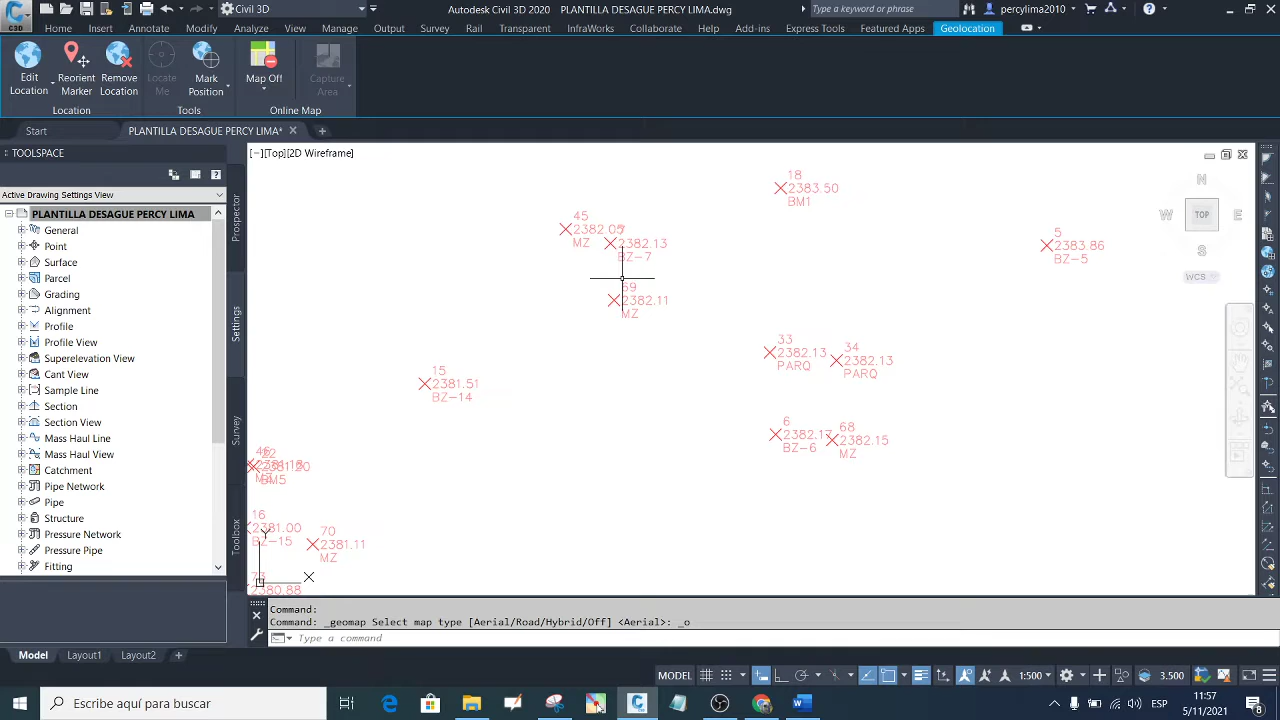 Civil 3D
Autodesk Civil 3D 2020 PLANTILLA DESAGUE PERCY LIMA.dwg
Type a keyword or phrase
percylima2010
C3D
Home Insert Annotate Modify Analyze View Manage Output Survey Rail Transparent InfraWorks Collaborate Help Add-ins Express Tools Featured Apps Geolocation
Edit Location
Reorient Marker
Remove Location
Locate Me
Mark Position
Map Off
Capture Area
Location Tools Online Map
Start PLANTILLA DESAGUE PERCY LIMA*
TOOLSPACE
[−][Top][2D Wireframe]
Active Drawing Settings View
PLANTILLA DESAGUE PERCY LIMA
General
Point
Surface
Parcel
Grading
Alignment
Profile
Profile View
Superelevation View
Cant View
Sample Line
Section
Section View
Mass Haul Line
Mass Haul View
Catchment
Pipe Network
Pipe
Structure
Pressure Network
Pressure Pipe
Fitting
Prospector
Settings
Survey
Toolbox
18
2383.50
BM1
45
2382.05
MZ
7
2382.13
BZ-7
69
2382.11
MZ
5
2383.86
BZ-5
33
2382.13
PARQ
34
2382.13
PARQ
15
2381.51
BZ-14
6
2382.17
BZ-6
68
2382.15
MZ
BM5
16
2381.00
BZ-15
70
2381.11
MZ
2380.88
Y
X
N
W TOP E
S
WCS
Command:
Command: _geomap Select map type [Aerial/Road/Hybrid/Off] <Aerial>: _o
Type a command
Model Layout1 Layout2
MODEL 1:500 3.500
Escribe aquí para buscar
ESP
11:57
5/11/2021